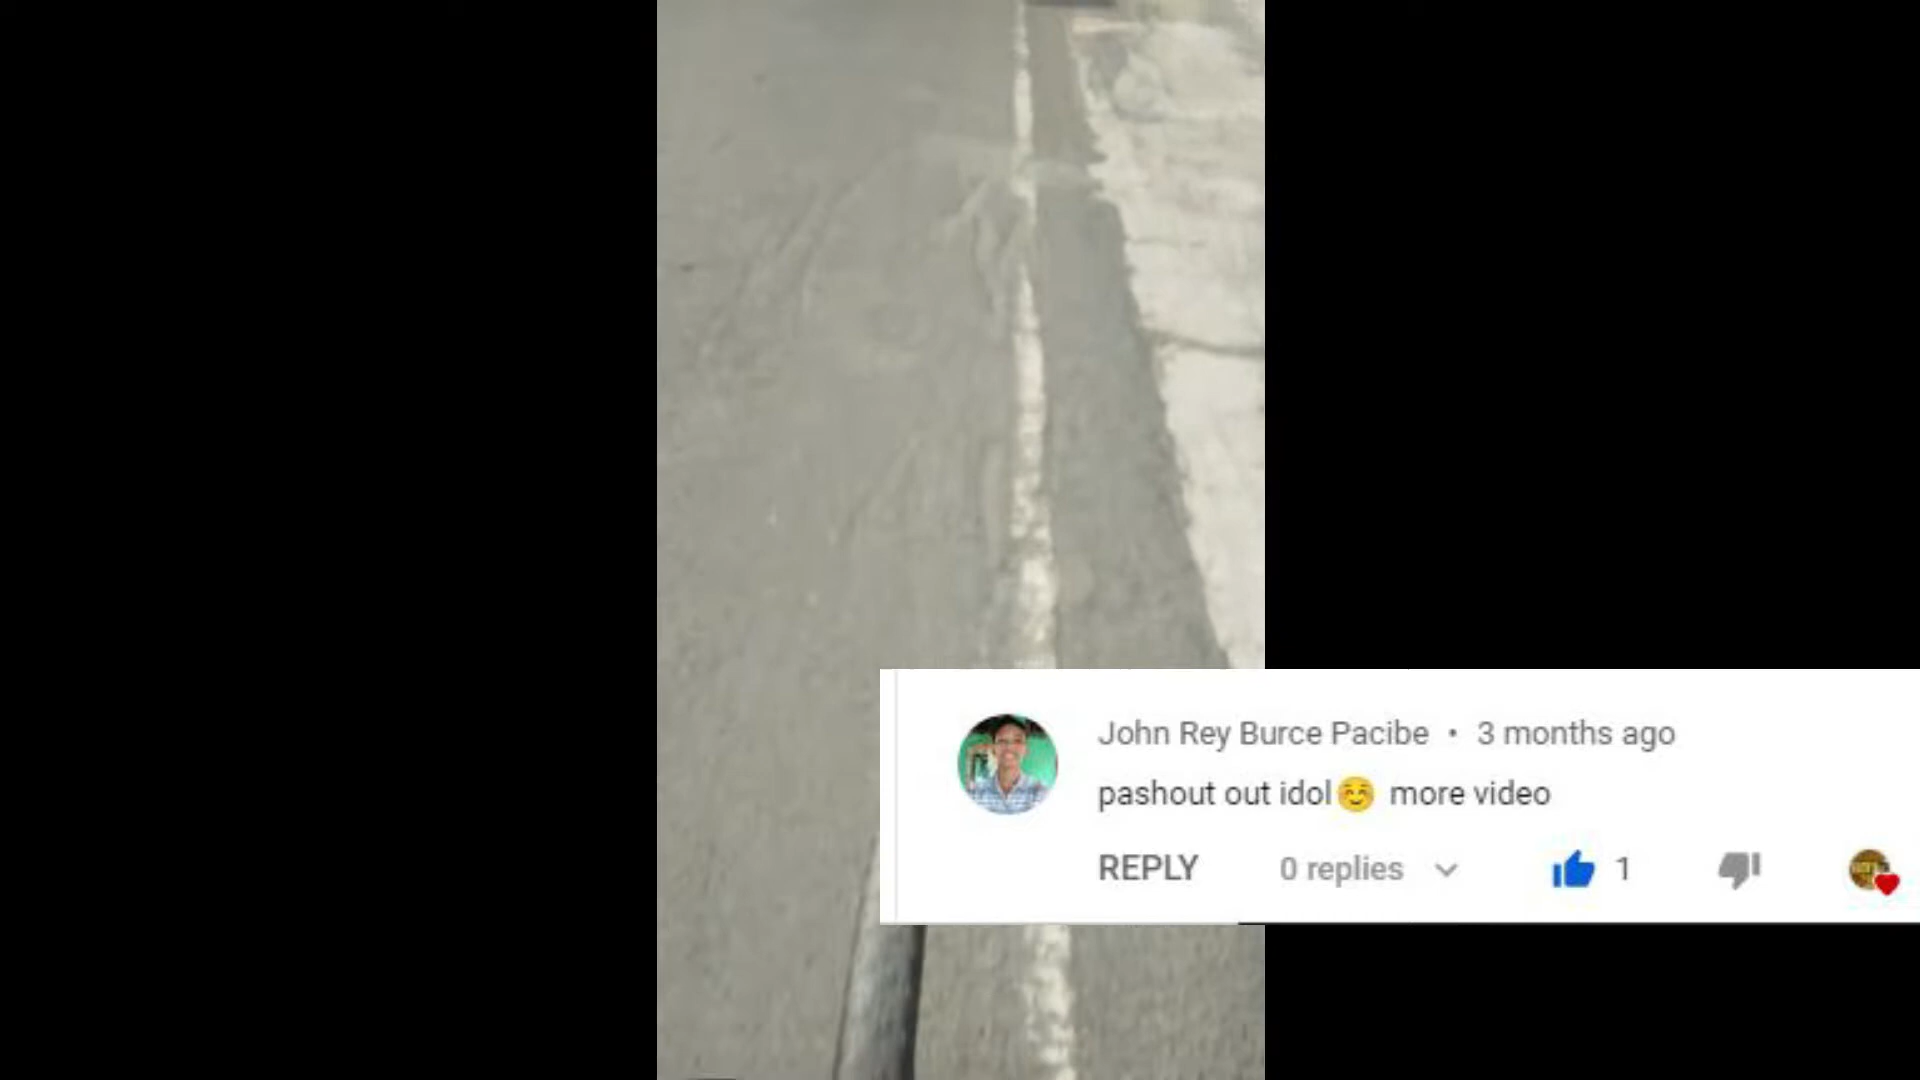 John Rey Burce Pacibe • 3 months ago
pashout out idol☺️ more video
REPLY 0 replies 1